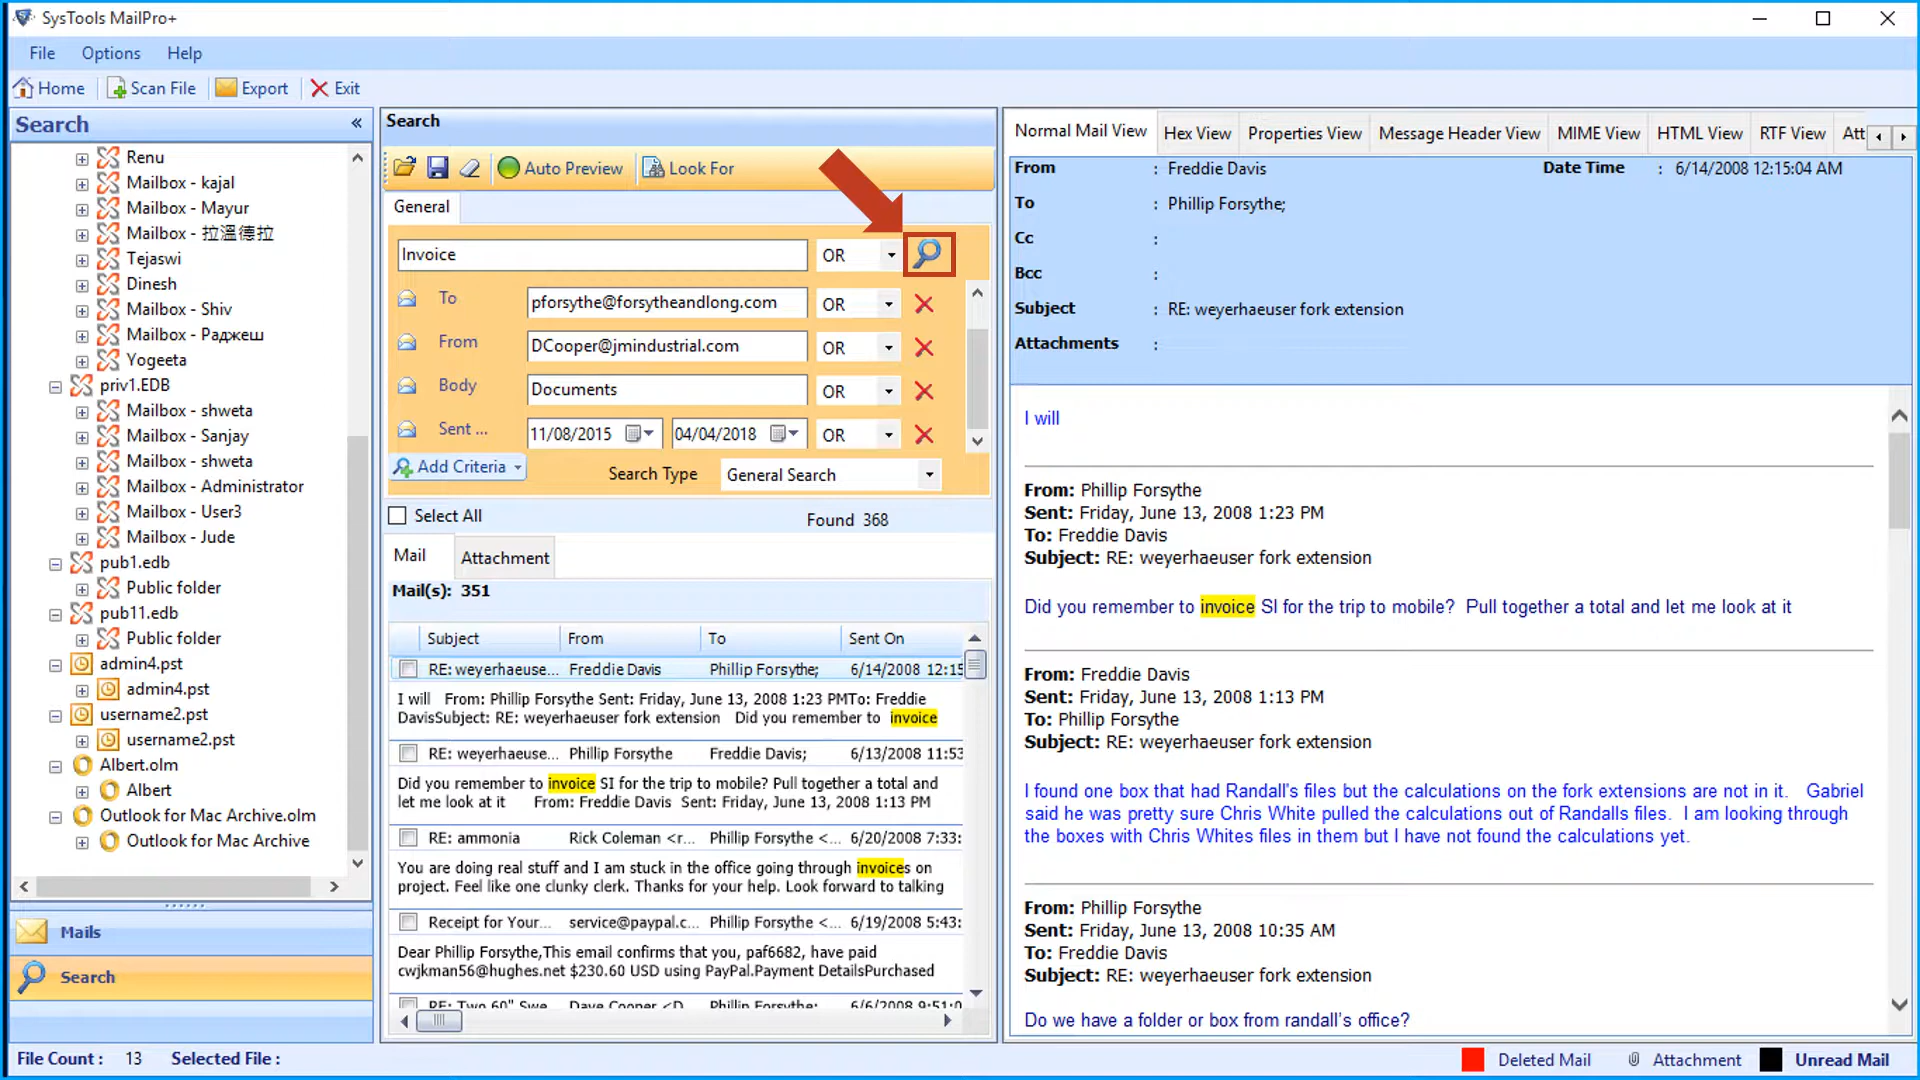 SysTools MailPro+
File Options Help
Home Scan File Export Exit
Search «
Renu
Mailbox - kajal
Mailbox - Mayur
Mailbox - 拉溫德拉
Tejaswi
Dinesh
Mailbox - Shiv
Mailbox - Раджеш
Yogeeta
priv1.EDB
Mailbox - shweta
Mailbox - Sanjay
Mailbox - shweta
Mailbox - Administrator
Mailbox - User3
Mailbox - Jude
pub1.edb
Public folder
pub11.edb
Public folder
admin4.pst
admin4.pst
username2.pst
username2.pst
Albert.olm
Albert
Outlook for Mac Archive.olm
Outlook for Mac Archive
Mails
Search
Search
Auto Preview Look For
General
Invoice OR
To pforsythe@forsytheandlong.com OR
From DCooper@jmindustrial.com OR
Body Documents OR
Sent ... 11/08/2015 04/04/2018 OR
Add Criteria Search Type General Search
Select All Found 368
Mail Attachment
Mail(s): 351
Subject From To Sent On
RE: weyerhaeuse... Freddie Davis Phillip Forsythe; 6/14/2008 12:15
I will From: Phillip Forsythe Sent: Friday, June 13, 2008 1:23 PMTo: Freddie
DavisSubject: RE: weyerhaeuser fork extension Did you remember to invoice
RE: weyerhaeuse... Phillip Forsythe Freddie Davis; 6/13/2008 11:53
Did you remember to invoice SI for the trip to mobile? Pull together a total and
let me look at it From: Freddie Davis Sent: Friday, June 13, 2008 1:13 PM
RE: ammonia Rick Coleman <r... Phillip Forsythe <... 6/20/2008 7:33:
You are doing real stuff and I am stuck in the office going through invoices on
project. Feel like one clunky clerk. Thanks for your help. Look forward to talking
Receipt for Your... service@paypal.c... Phillip Forsythe <... 6/19/2008 5:43:
Dear Phillip Forsythe,This email confirms that you, paf6682, have paid
cwjkman56@hughes.net $230.60 USD using PayPal.Payment DetailsPurchased
RE: Two 60" Swe Dave Cooper <D Phillip Forsythe; 6/6/2008 9:51:0
Normal Mail View Hex View Properties View Message Header View MIME View HTML View RTF View Att
From : Freddie Davis Date Time : 6/14/2008 12:15:04 AM
To : Phillip Forsythe;
Cc :
Bcc :
Subject : RE: weyerhaeuser fork extension
Attachments :
I will
From: Phillip Forsythe
Sent: Friday, June 13, 2008 1:23 PM
To: Freddie Davis
Subject: RE: weyerhaeuser fork extension
Did you remember to invoice SI for the trip to mobile? Pull together a total and let me look at it
From: Freddie Davis
Sent: Friday, June 13, 2008 1:13 PM
To: Phillip Forsythe
Subject: RE: weyerhaeuser fork extension
I found one box that had Randall's files but the calculations on the fork extensions are not in it. Gabriel
said he was pretty sure Chris White pulled the calculations out of Randalls files. I am looking through
the boxes with Chris Whites files in them but I have not found the calculations yet.
From: Phillip Forsythe
Sent: Friday, June 13, 2008 10:35 AM
To: Freddie Davis
Subject: RE: weyerhaeuser fork extension
Do we have a folder or box from randall's office?
File Count : 13 Selected File : Deleted Mail Attachment Unread Mail